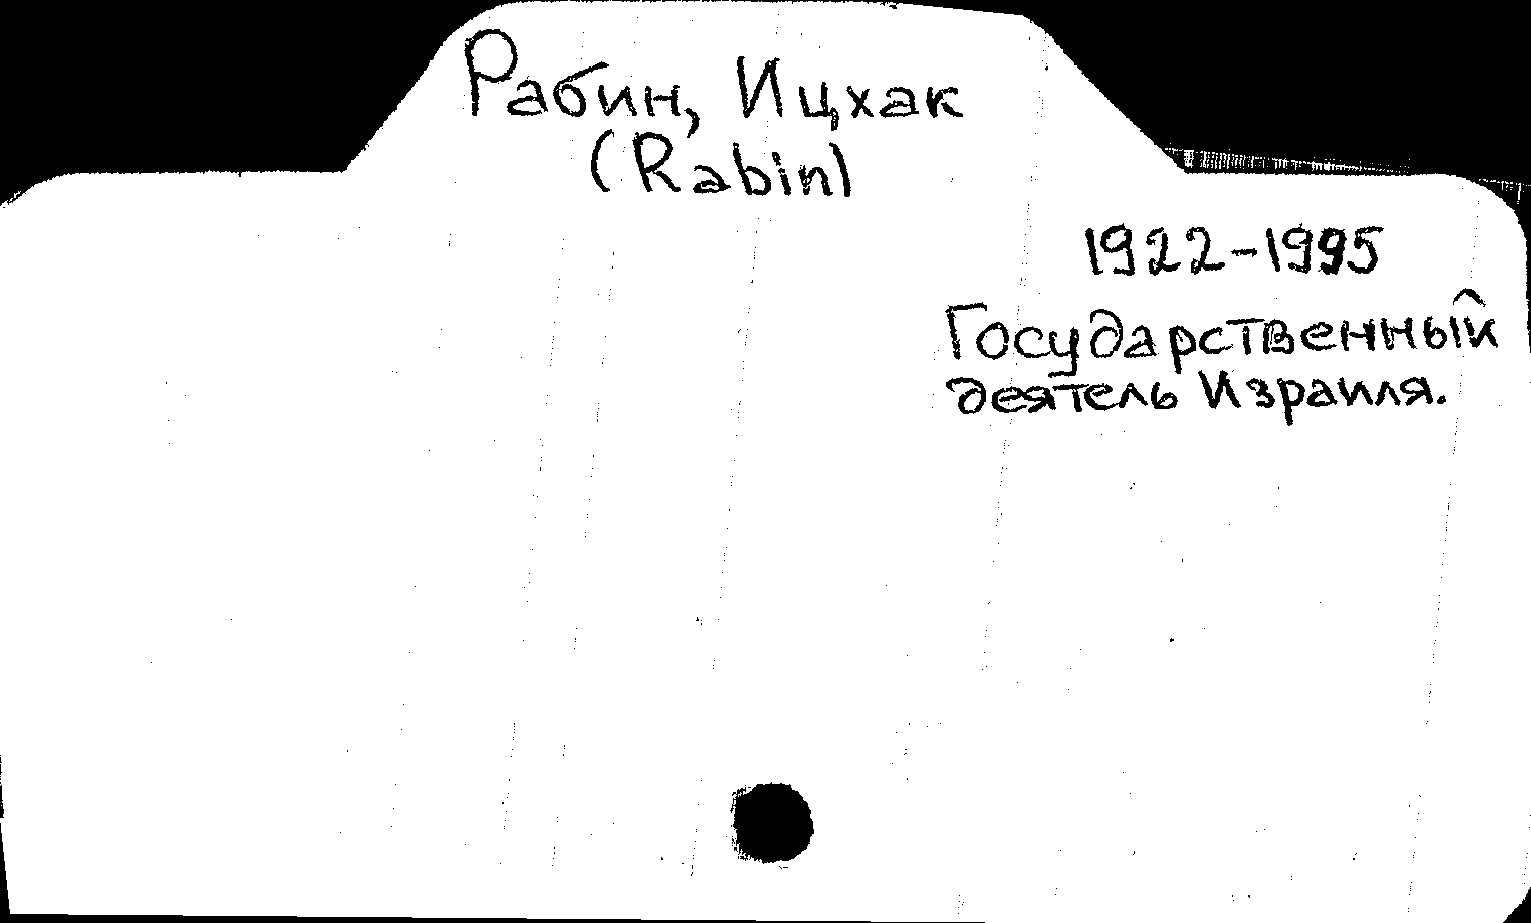 Рабин, Ицхак
(Rabin)
1922-1995
Государственный
деятель Израиля.